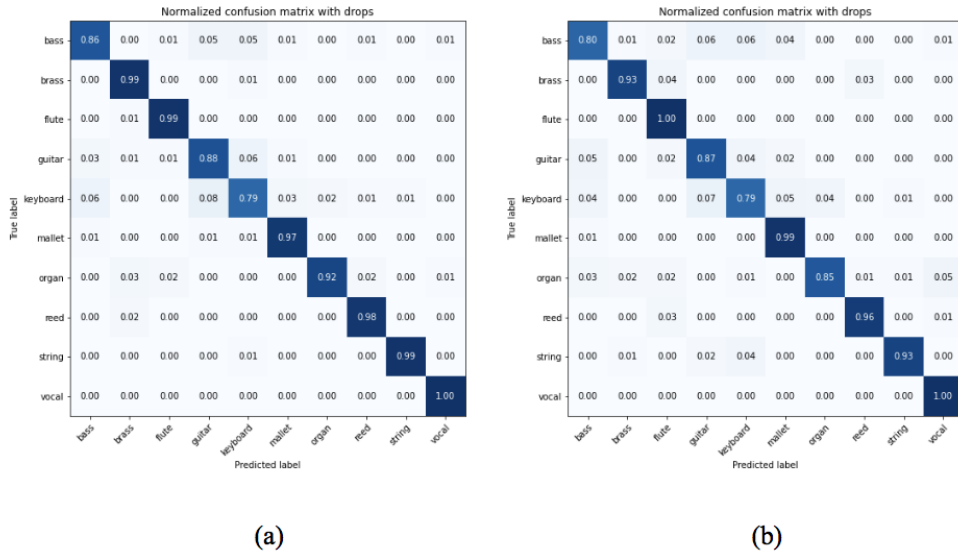 Normalized confusion matrix with drops
True label
bass 0.86 0.00 0.01 0.05 0.05 0.01 0.00 0.01 0.00 0.01
brass 0.00 0.99 0.00 0.00 0.01 0.00 0.00 0.00 0.00 0.00
flute 0.00 0.01 0.99 0.00 0.00 0.00 0.00 0.00 0.00 0.00
guitar 0.03 0.01 0.01 0.88 0.06 0.01 0.00 0.00 0.00 0.00
keyboard 0.06 0.00 0.00 0.08 0.79 0.03 0.02 0.01 0.01 0.00
mallet 0.01 0.00 0.00 0.01 0.01 0.97 0.00 0.00 0.00 0.00
organ 0.00 0.03 0.02 0.00 0.00 0.00 0.92 0.02 0.00 0.01
reed 0.00 0.02 0.00 0.00 0.00 0.00 0.00 0.98 0.00 0.00
string 0.00 0.00 0.00 0.00 0.01 0.00 0.00 0.00 0.99 0.00
vocal 0.00 0.00 0.00 0.00 0.00 0.00 0.00 0.00 0.00 1.00
bass brass flute guitar keyboard mallet organ reed string vocal
Predicted label
(a)
Normalized confusion matrix with drops
True label
bass 0.80 0.01 0.02 0.06 0.06 0.04 0.00 0.00 0.00 0.01
brass 0.00 0.93 0.04 0.00 0.00 0.00 0.00 0.03 0.00 0.00
flute 0.00 0.00 1.00 0.00 0.00 0.00 0.00 0.00 0.00 0.00
guitar 0.05 0.00 0.02 0.87 0.04 0.02 0.00 0.00 0.00 0.00
keyboard 0.04 0.00 0.00 0.07 0.79 0.05 0.04 0.01 0.00 0.00
mallet 0.01 0.00 0.00 0.00 0.00 0.99 0.00 0.00 0.00 0.00
organ 0.03 0.02 0.02 0.00 0.01 0.00 0.85 0.01 0.01 0.05
reed 0.00 0.00 0.03 0.00 0.00 0.00 0.00 0.96 0.00 0.01
string 0.00 0.01 0.00 0.02 0.04 0.00 0.00 0.00 0.93 0.00
vocal 0.00 0.00 0.00 0.00 0.00 0.00 0.00 0.00 0.00 1.00
bass brass flute guitar keyboard mallet organ reed string vocal
Predicted label
(b)